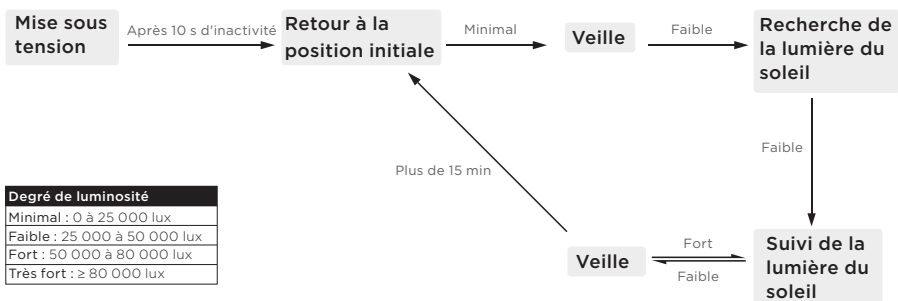 Mise sous
tension
Après 10 s d'inactivité
Retour à la
position initiale
Minimal
Veille
Faible
Recherche de
la lumière du
soleil
Faible
Plus de 15 min
Degré de luminosité
Minimal : 0 à 25 000 lux
Faible : 25 000 à 50 000 lux
Fort : 50 000 à 80 000 lux
Très fort : ≥ 80 000 lux
Veille
Fort
Faible
Suivi de la
lumière du
soleil